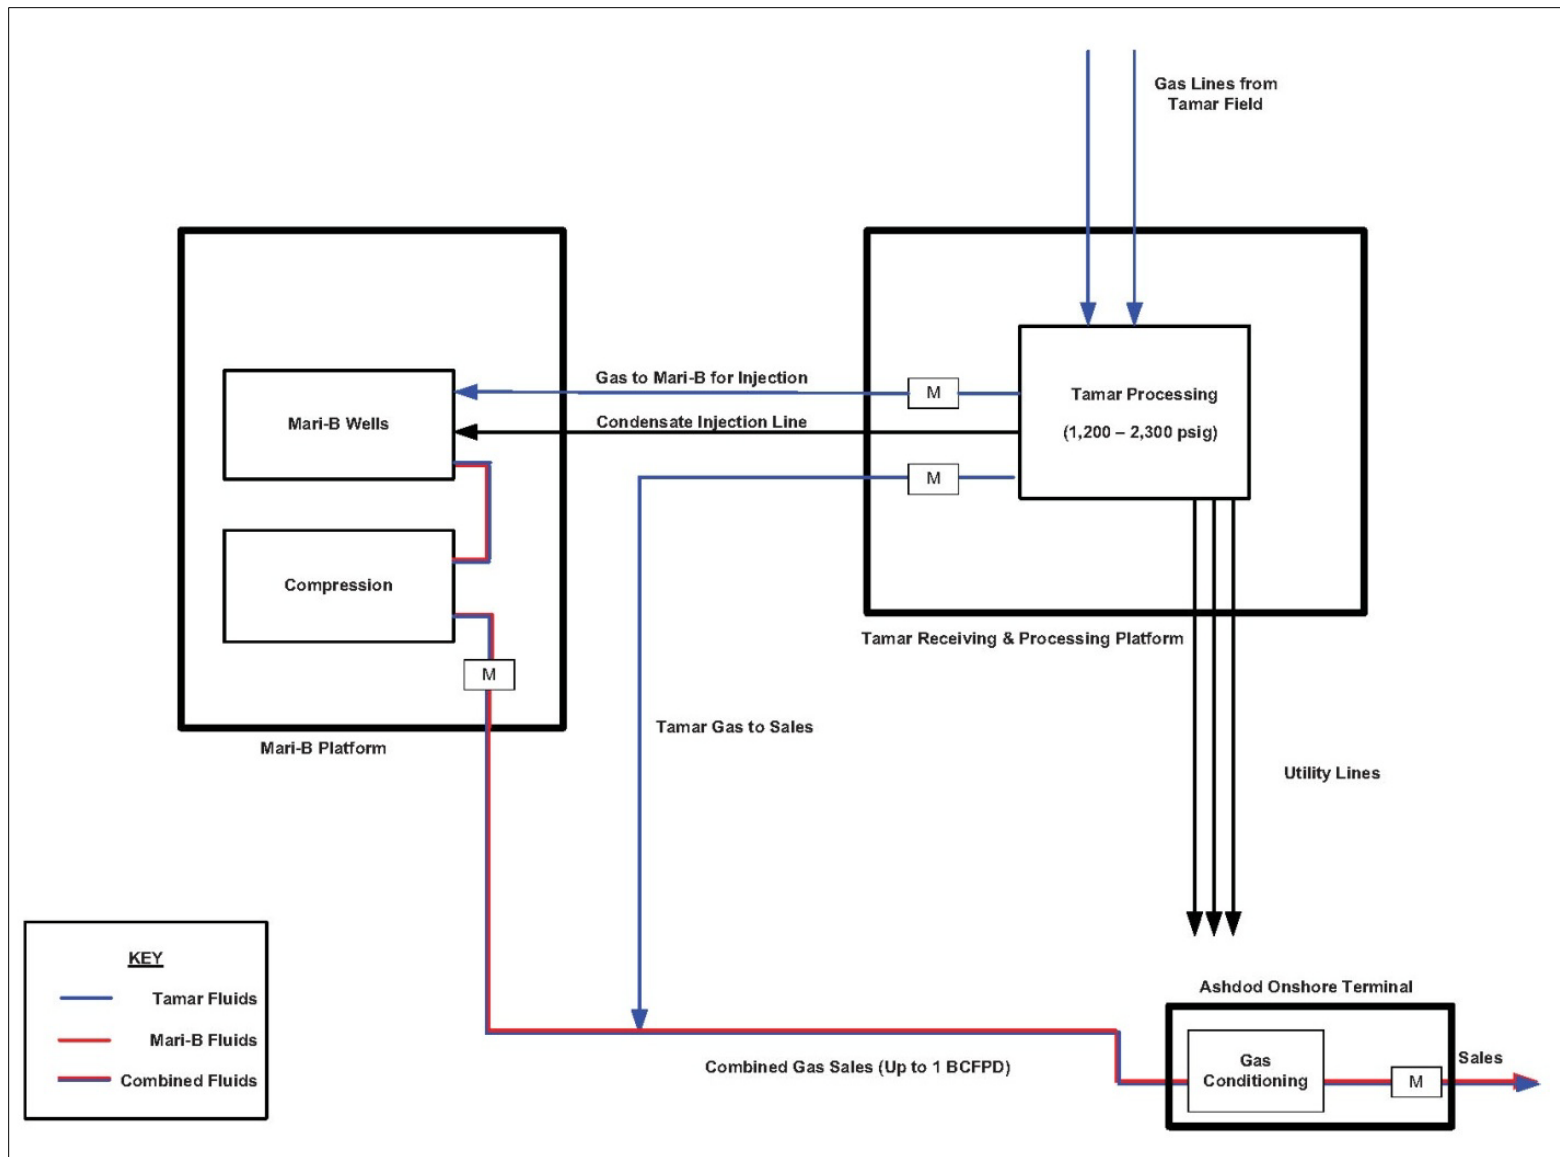 Gas Lines from
Tamar Field
Gas to Mari-B for Injection
M
Tamar Processing
(1,200 – 2,300 psig)
Mari-B Wells
Condensate Injection Line
M
Compression
Tamar Receiving & Processing Platform
M
Tamar Gas to Sales
Mari-B Platform
Utility Lines
KEY
Tamar Fluids
Mari-B Fluids
Combined Fluids
Ashdod Onshore Terminal
Combined Gas Sales (Up to 1 BCFPD)
Gas
Conditioning
M
Sales